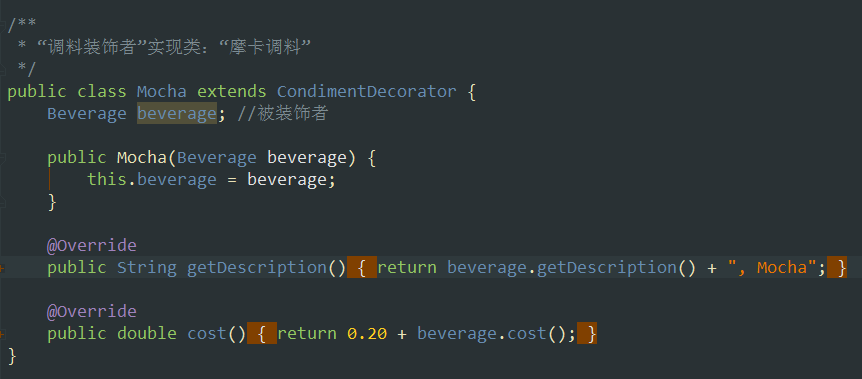 /**
 * “调料装饰者”实现类：“摩卡调料”
 */
public class Mocha extends CondimentDecorator {
    Beverage beverage; //被装饰者
    public Mocha(Beverage beverage) {
        this.beverage = beverage;
    }
    @Override
    public String getDescription() { return beverage.getDescription() + ", Mocha"; }
    @Override
    public double cost() { return 0.20 + beverage.cost(); }
}